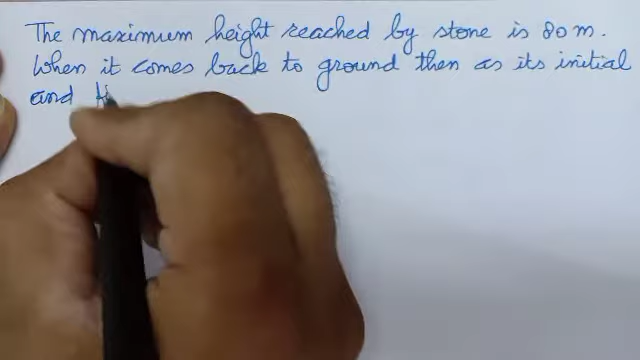 The maximum height reached by stone is 80 m.
When it comes back to ground then as its initial
and